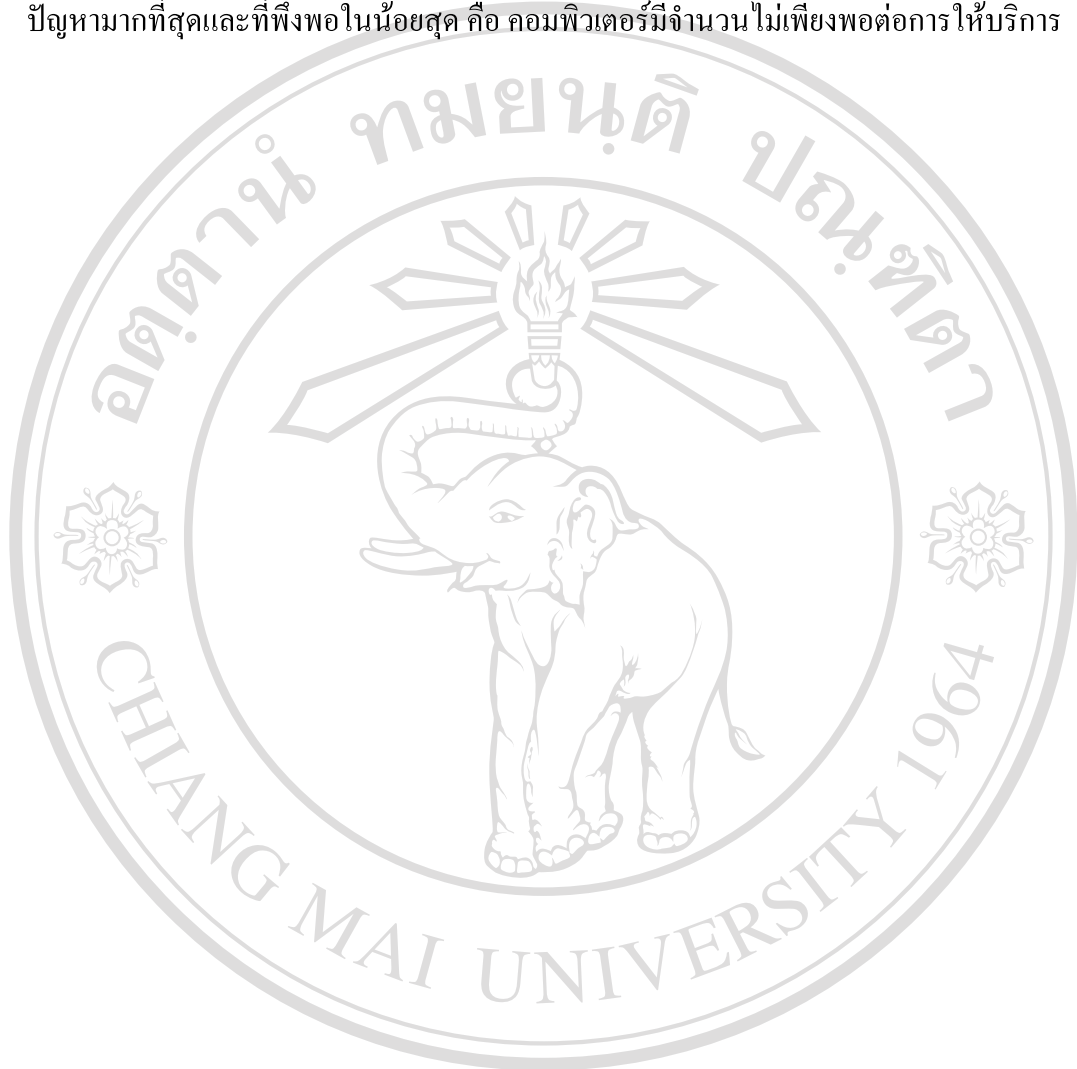 ปัญหามากที่สุดและที่พึงพอใจน้อยสุด คือ คอมพิวเตอร์มีจำนวนไม่เพียงพอต่อการให้บริการ
อตฺตานํ ทมยนฺติ ปณฺฑิตา
CHIANG MAI UNIVERSITY 1964